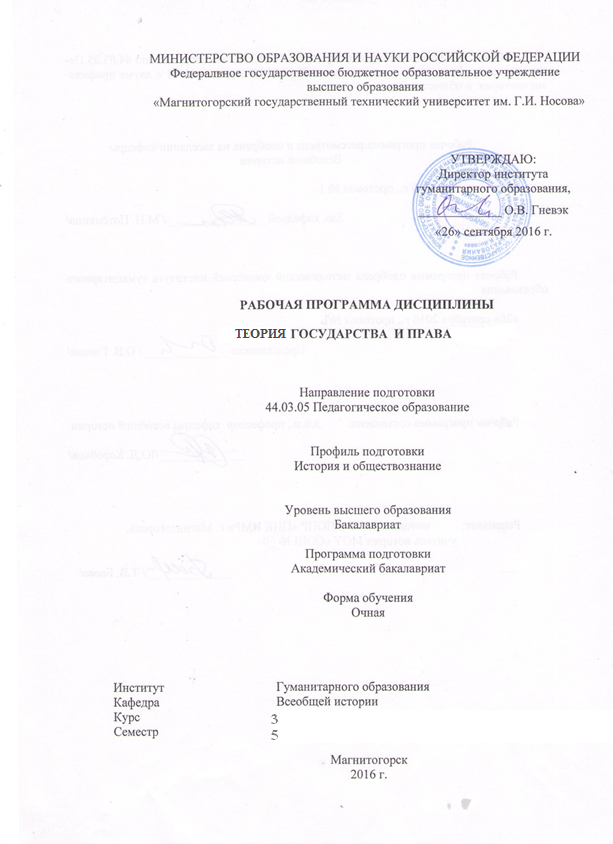 МИНИСТЕРСТВО ОБРАЗОВАНИЯ И НАУКИ РОССИЙСКОЙ ФЕДЕРАЦИИ
Федеральное государственное бюджетное образовательное учреждение
высшего образования
«Магнитогорский государственный технический университет им. Г.И. Носова»
УТВЕРЖДАЮ:
Директор института
гуманитарного образования,
О.В. Гневэк
«26» сентября 2016 г.
РАБОЧАЯ ПРОГРАММА ДИСЦИПЛИНЫ
ТЕОРИЯ ГОСУДАРСТВА И ПРАВА
Направление подготовки
44.03.05 Педагогическое образование
Профиль подготовки
История и обществознание
Уровень высшего образования
Бакалавриат
Программа подготовки
Академический бакалавриат
Форма обучения
Очная
Институт Гуманитарного образования
Кафедра Всеобщей истории
Курс 3
Семестр 5
Магнитогорск
2016 г.